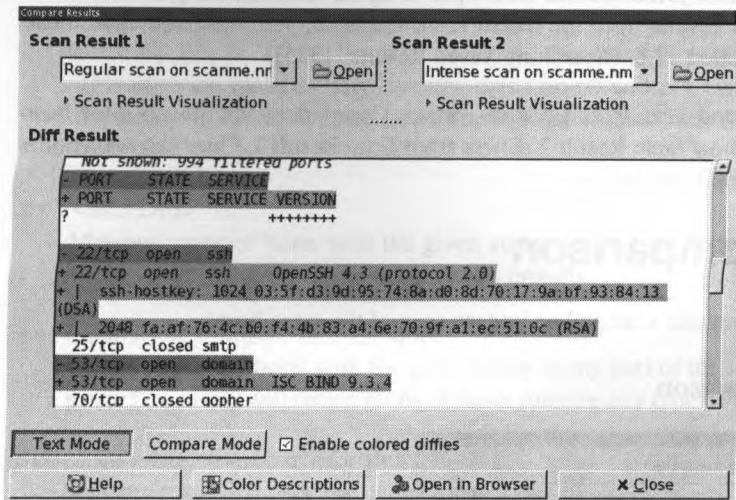 Compare Results
Scan Result 1
Scan Result 2
Regular scan on scanme.nr
Open
Intense scan on scanme.nm
Open
Scan Result Visualization
Scan Result Visualization
Diff Result
Not shown: 994 filtered ports
- PORT STATE SERVICE
+ PORT STATE SERVICE VERSION
? ++++++++
- 22/tcp open ssh
+ 22/tcp open ssh OpenSSH 4.3 (protocol 2.0)
+ | ssh-hostkey: 1024 03:5f:d3:9d:95:74:8a:d0:8d:70:17:9a:bf:93:84:13
(DSA)
+ |_ 2048 fa:af:76:4c:b0:f4:4b:83:a4:6e:70:9f:a1:ec:51:0c (RSA)
25/tcp closed smtp
- 53/tcp open domain
+ 53/tcp open domain ISC BIND 9.3.4
70/tcp closed gopher
Text Mode
Compare Mode
Enable colored diffies
Help
Color Descriptions
Open in Browser
Close